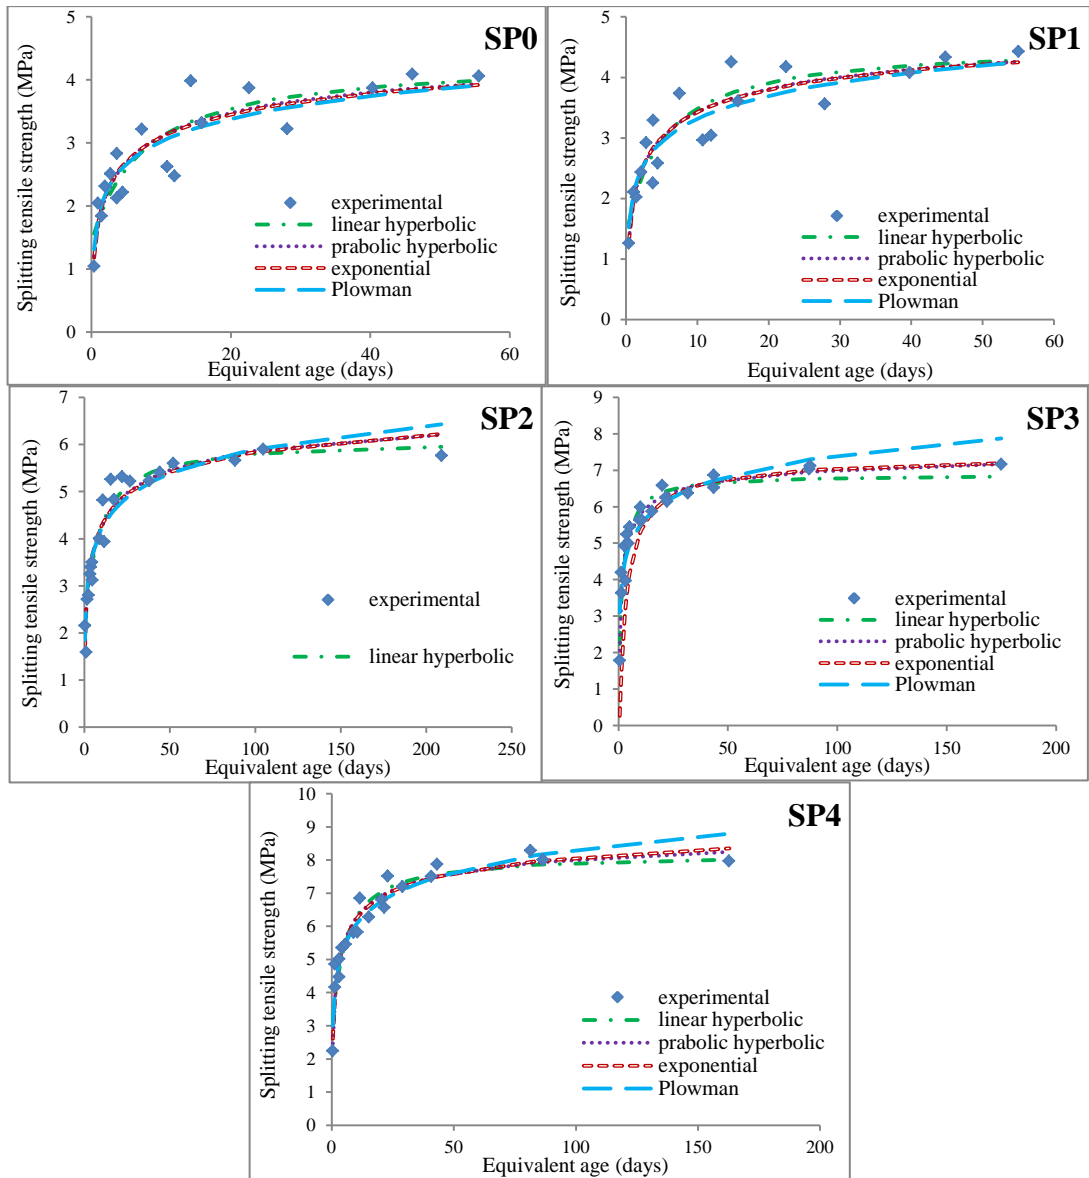 SP0
Splitting tensile strength (MPa)
5
4
3
2
1
0
experimental
linear hyperbolic
prabolic hyperbolic
exponential
Plowman
0 20 40 60
Equivalent age (days)
SP1
Splitting tensile strength (MPa)
5
4
3
2
1
0
experimental
linear hyperbolic
prabolic hyperbolic
exponential
Plowman
0 10 20 30 40 50 60
Equivalent age (days)
SP2
Splitting tensile strength (MPa)
7
6
5
4
3
2
1
0
experimental
linear hyperbolic
0 50 100 150 200 250
Equivalent age (days)
SP3
Splitting tensile strength (MPa)
9
8
7
6
5
4
3
2
1
0
experimental
linear hyperbolic
prabolic hyperbolic
exponential
Plowman
0 50 100 150 200
Equivalent age (days)
SP4
Splitting tensile strength (MPa)
10
9
8
7
6
5
4
3
2
1
0
experimental
linear hyperbolic
prabolic hyperbolic
exponential
Plowman
0 50 100 150 200
Equivalent age (days)